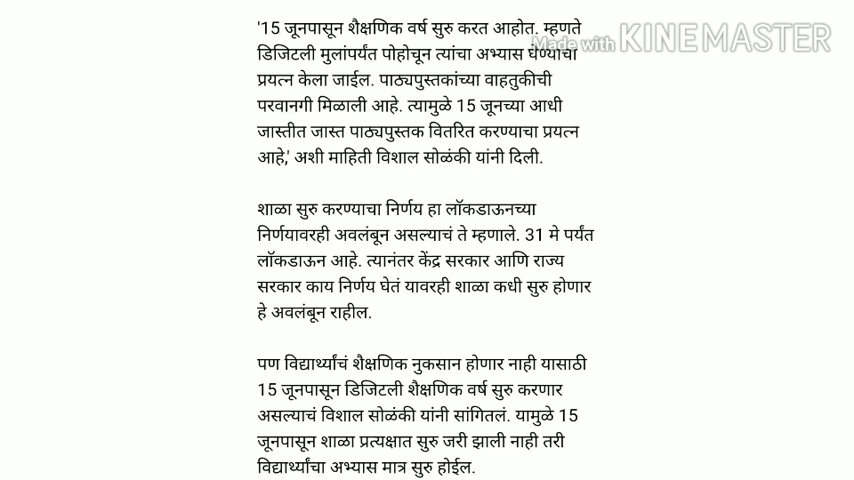 '15 जूनपासून शैक्षणिक वर्ष सुरु करत आहोत. म्हणते
डिजिटली मुलांपर्यंत पोहोचून त्यांचा अभ्यास घेण्याचा
Made with KINEMASTER
प्रयत्न केला जाईल. पाठ्यपुस्तकांच्या वाहतुकीची
परवानगी मिळाली आहे. त्यामुळे 15 जूनच्या आधी
जास्तीत जास्त पाठ्यपुस्तक वितरित करण्याचा प्रयत्न
आहे,' अशी माहिती विशाल सोळंकी यांनी दिली.
शाळा सुरु करण्याचा निर्णय हा लॉकडाऊनच्या
निर्णयावरही अवलंबून असल्याचं ते म्हणाले. 31 मे पर्यंत
लॉकडाऊन आहे. त्यानंतर केंद्र सरकार आणि राज्य
सरकार काय निर्णय घेतं यावरही शाळा कधी सुरु होणार
हे अवलंबून राहील.
पण विद्यार्थ्यांचं शैक्षणिक नुकसान होणार नाही यासाठी
15 जूनपासून डिजिटली शैक्षणिक वर्ष सुरु करणार
असल्याचं विशाल सोळंकी यांनी सांगितलं. यामुळे 15
जूनपासून शाळा प्रत्यक्षात सुरु जरी झाली नाही तरी
विद्यार्थ्यांचा अभ्यास मात्र सुरु होईल.